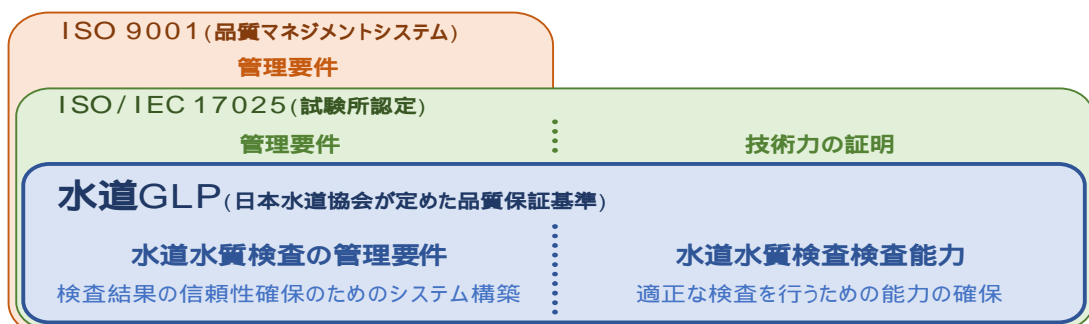 ISO 9001(品質マネジメントシステム)
管理要件
ISO/IEC 17025(試験所認定)
管理要件 技術力の証明
水道GLP(日本水道協会が定めた品質保証基準)
水道水質検査の管理要件 水道水質検査検査能力
検査結果の信頼性確保のためのシステム構築 適正な検査を行うための能力の確保